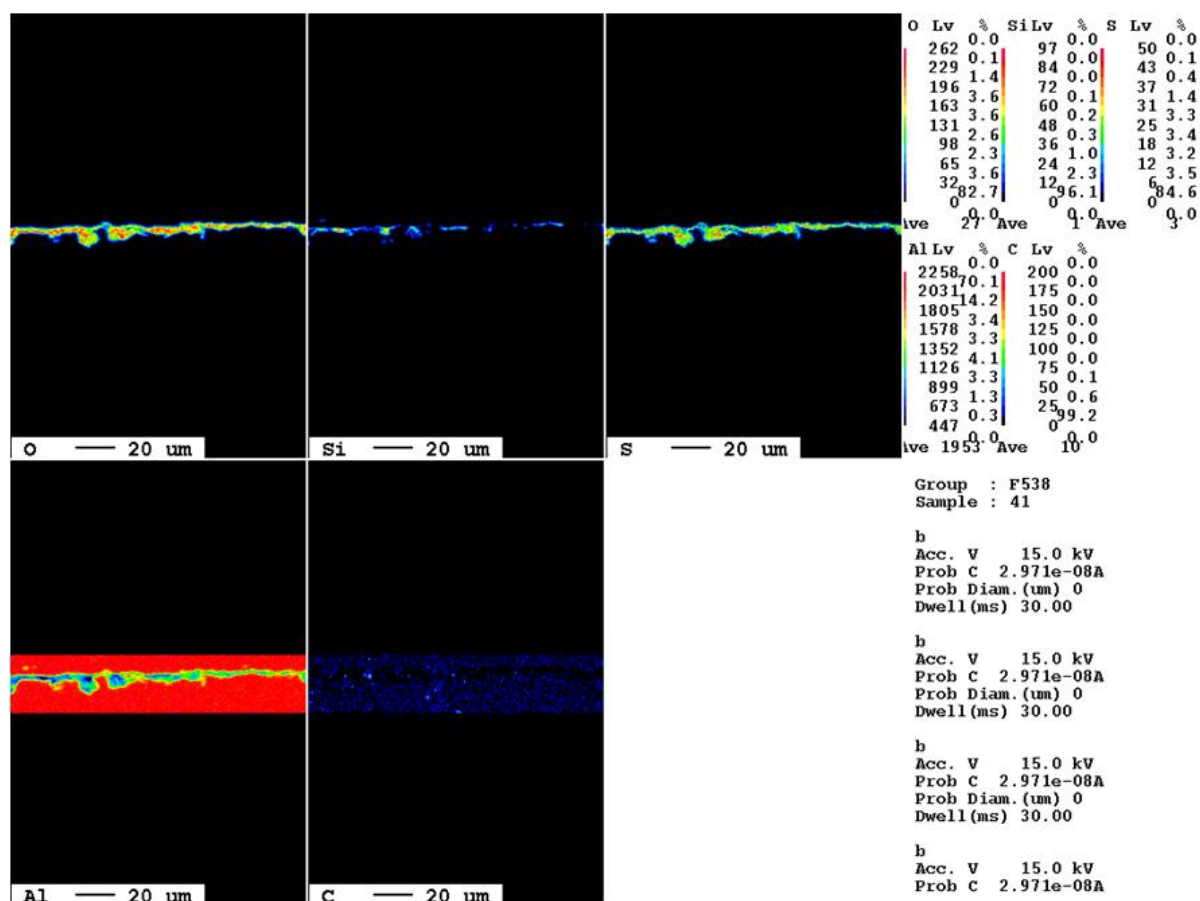 O Lv % Si Lv % S Lv %
0.0 0.0 0.0
262 97 50
0.1 0.0 0.1
229 84 43
1.4 0.0 0.4
196 72 37
3.6 0.1 1.4
163 60 31
3.6 0.2 3.3
131 48 25
2.6 0.3 3.4
98 36 18
2.3 1.0 3.2
65 24 12
3.6 2.3 3.5
32 12 6
82.7 96.1 84.6
0 0 0
0.0 0.0 0.0
Ave 27 Ave 1 Ave 3
Al Lv % C Lv %
0.0 0.0
2258 200
70.1 0.0
2031 175
14.2 0.0
1805 150
3.4 0.0
1578 125
3.3 0.0
1352 100
4.1 0.0
1126 75
3.3 0.1
899 50
1.3 0.6
673 25
0.3 99.2
447 0
0.0 0.0
Ave 1953 Ave 10
O 20 um
Si 20 um
S 20 um
Al 20 um
C 20 um
Group : F538
Sample : 41
b
Acc. V 15.0 kV
Prob C 2.971e-08A
Prob Diam.(um) 0
Dwell(ms) 30.00
b
Acc. V 15.0 kV
Prob C 2.971e-08A
Prob Diam.(um) 0
Dwell(ms) 30.00
b
Acc. V 15.0 kV
Prob C 2.971e-08A
Prob Diam.(um) 0
Dwell(ms) 30.00
b
Acc. V 15.0 kV
Prob C 2.971e-08A